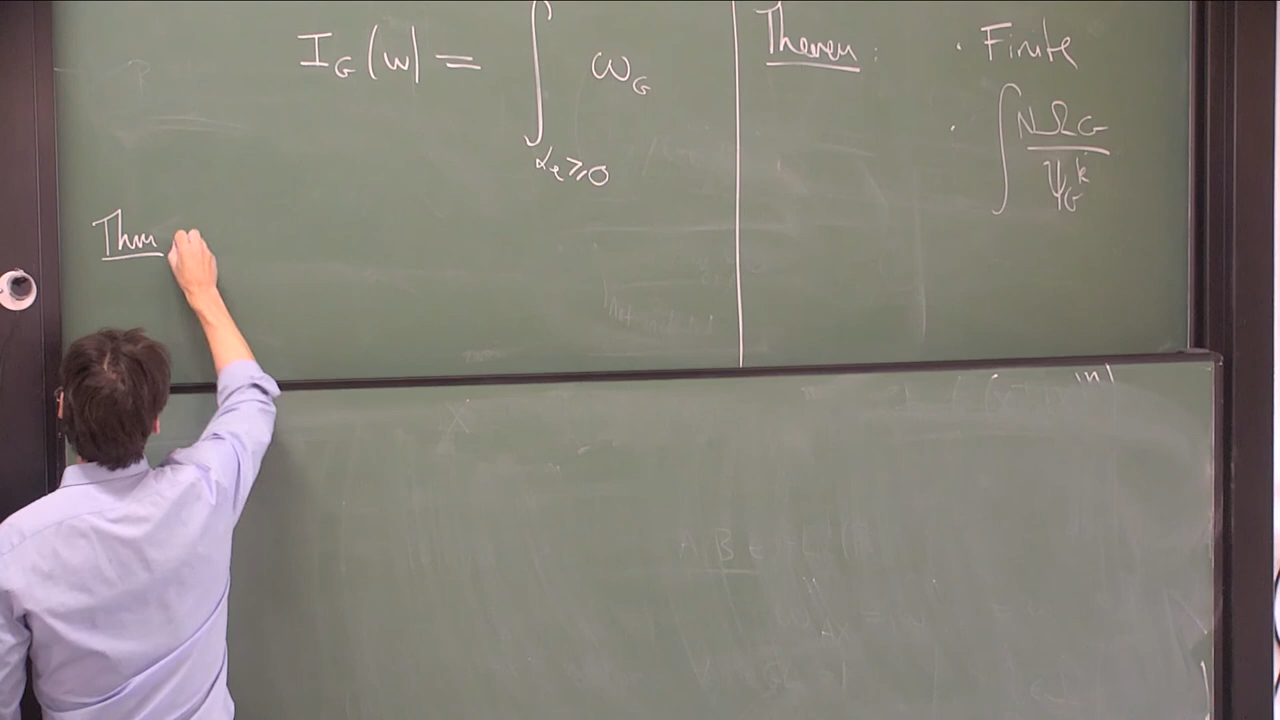 I_G(w) = ∫_{α_e ≥ 0} ω_G
Thm
Theorem : · Finite
· ∫ NΩ_G / ψ_G^k